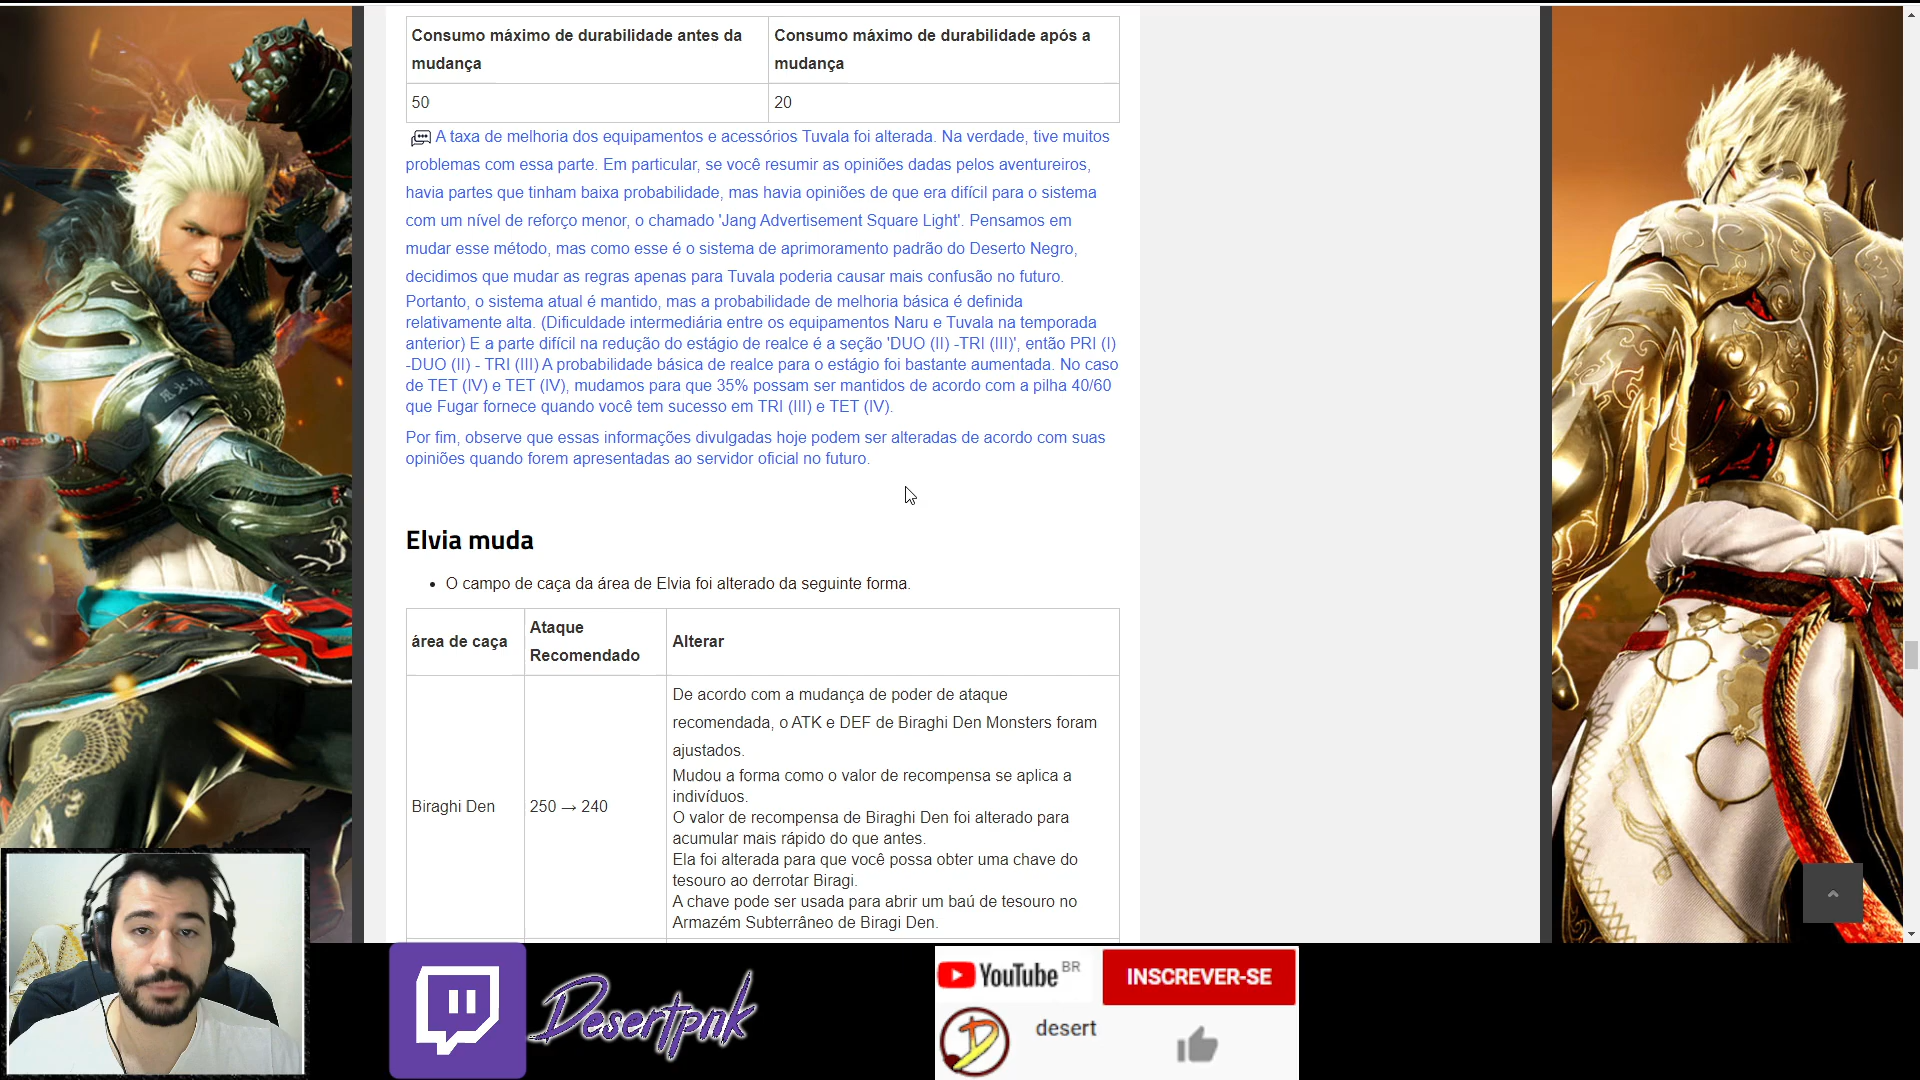 Consumo máximo de durabilidade antes da
mudança
Consumo máximo de durabilidade após a
mudança
50
20
A taxa de melhoria dos equipamentos e acessórios Tuvala foi alterada. Na verdade, tive muitos
problemas com essa parte. Em particular, se você resumir as opiniões dadas pelos aventureiros,
havia partes que tinham baixa probabilidade, mas havia opiniões de que era difícil para o sistema
com um nível de reforço menor, o chamado 'Jang Advertisement Square Light'. Pensamos em
mudar esse método, mas como esse é o sistema de aprimoramento padrão do Deserto Negro,
decidimos que mudar as regras apenas para Tuvala poderia causar mais confusão no futuro.
Portanto, o sistema atual é mantido, mas a probabilidade de melhoria básica é definida
relativamente alta. (Dificuldade intermediária entre os equipamentos Naru e Tuvala na temporada
anterior) E a parte difícil na redução do estágio de realce é a seção 'DUO (II) -TRI (III)', então PRI (I)
-DUO (II) - TRI (III) A probabilidade básica de realce para o estágio foi bastante aumentada. No caso
de TET (IV) e TET (IV), mudamos para que 35% possam ser mantidos de acordo com a pilha 40/60
que Fugar fornece quando você tem sucesso em TRI (III) e TET (IV).
Por fim, observe que essas informações divulgadas hoje podem ser alteradas de acordo com suas
opiniões quando forem apresentadas ao servidor oficial no futuro.
Elvia muda
• O campo de caça da área de Elvia foi alterado da seguinte forma.
área de caça
Ataque
Recomendado
Alterar
Biraghi Den
250 → 240
De acordo com a mudança de poder de ataque
recomendada, o ATK e DEF de Biraghi Den Monsters foram
ajustados.
Mudou a forma como o valor de recompensa se aplica a
indivíduos.
O valor de recompensa de Biraghi Den foi alterado para
acumular mais rápido do que antes.
Ela foi alterada para que você possa obter uma chave do
tesouro ao derrotar Biragi.
A chave pode ser usada para abrir um baú de tesouro no
Armazém Subterrâneo de Biragi Den.
Desertpnk
YouTube BR
INSCREVER-SE
D
desert